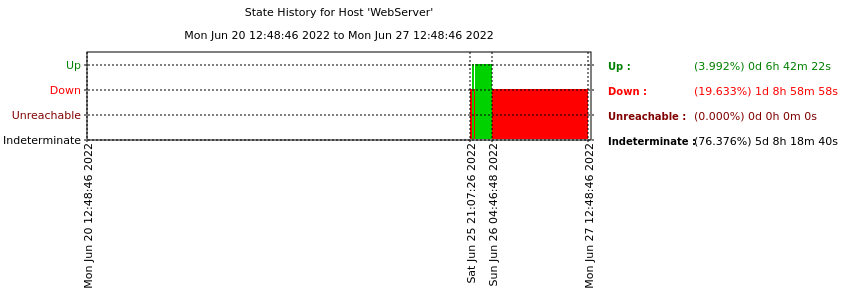 State History for Host 'WebServer'
Mon Jun 20 12:48:46 2022 to Mon Jun 27 12:48:46 2022
Up
Down
Unreachable
Indeterminate
Up : (3.992%) 0d 6h 42m 22s
Down : (19.633%) 1d 8h 58m 58s
Unreachable : (0.000%) 0d 0h 0m 0s
Indeterminate : (76.376%) 5d 8h 18m 40s
Mon Jun 20 12:48:46 2022
Sat Jun 25 21:07:26 2022
Sun Jun 26 04:46:48 2022
Mon Jun 27 12:48:46 2022